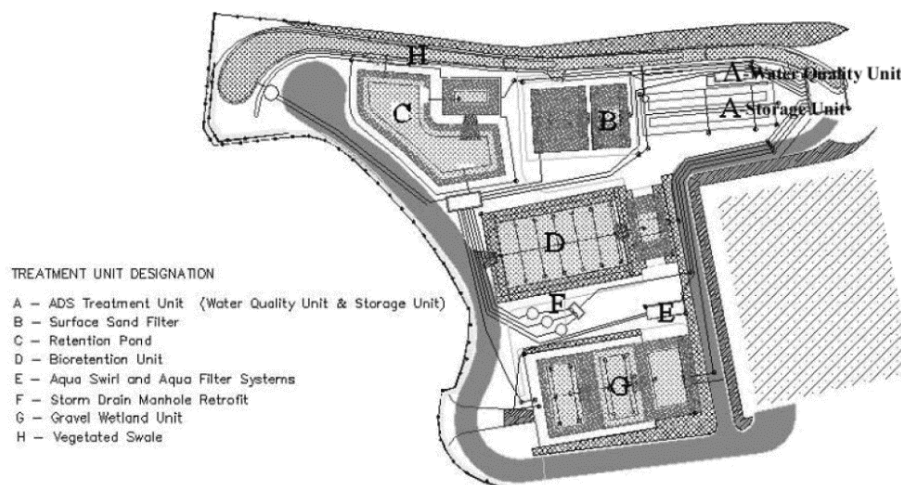 H
A-Water Quality Unit
A-Storage Unit
C
B
D
F
E
G
TREATMENT UNIT DESIGNATION
A – ADS Treatment Unit (Water Quality Unit & Storage Unit)
B – Surface Sand Filter
C – Retention Pond
D – Bioretention Unit
E – Aqua Swirl and Aqua Filter Systems
F – Storm Drain Manhole Retrofit
G – Gravel Wetland Unit
H – Vegetated Swale